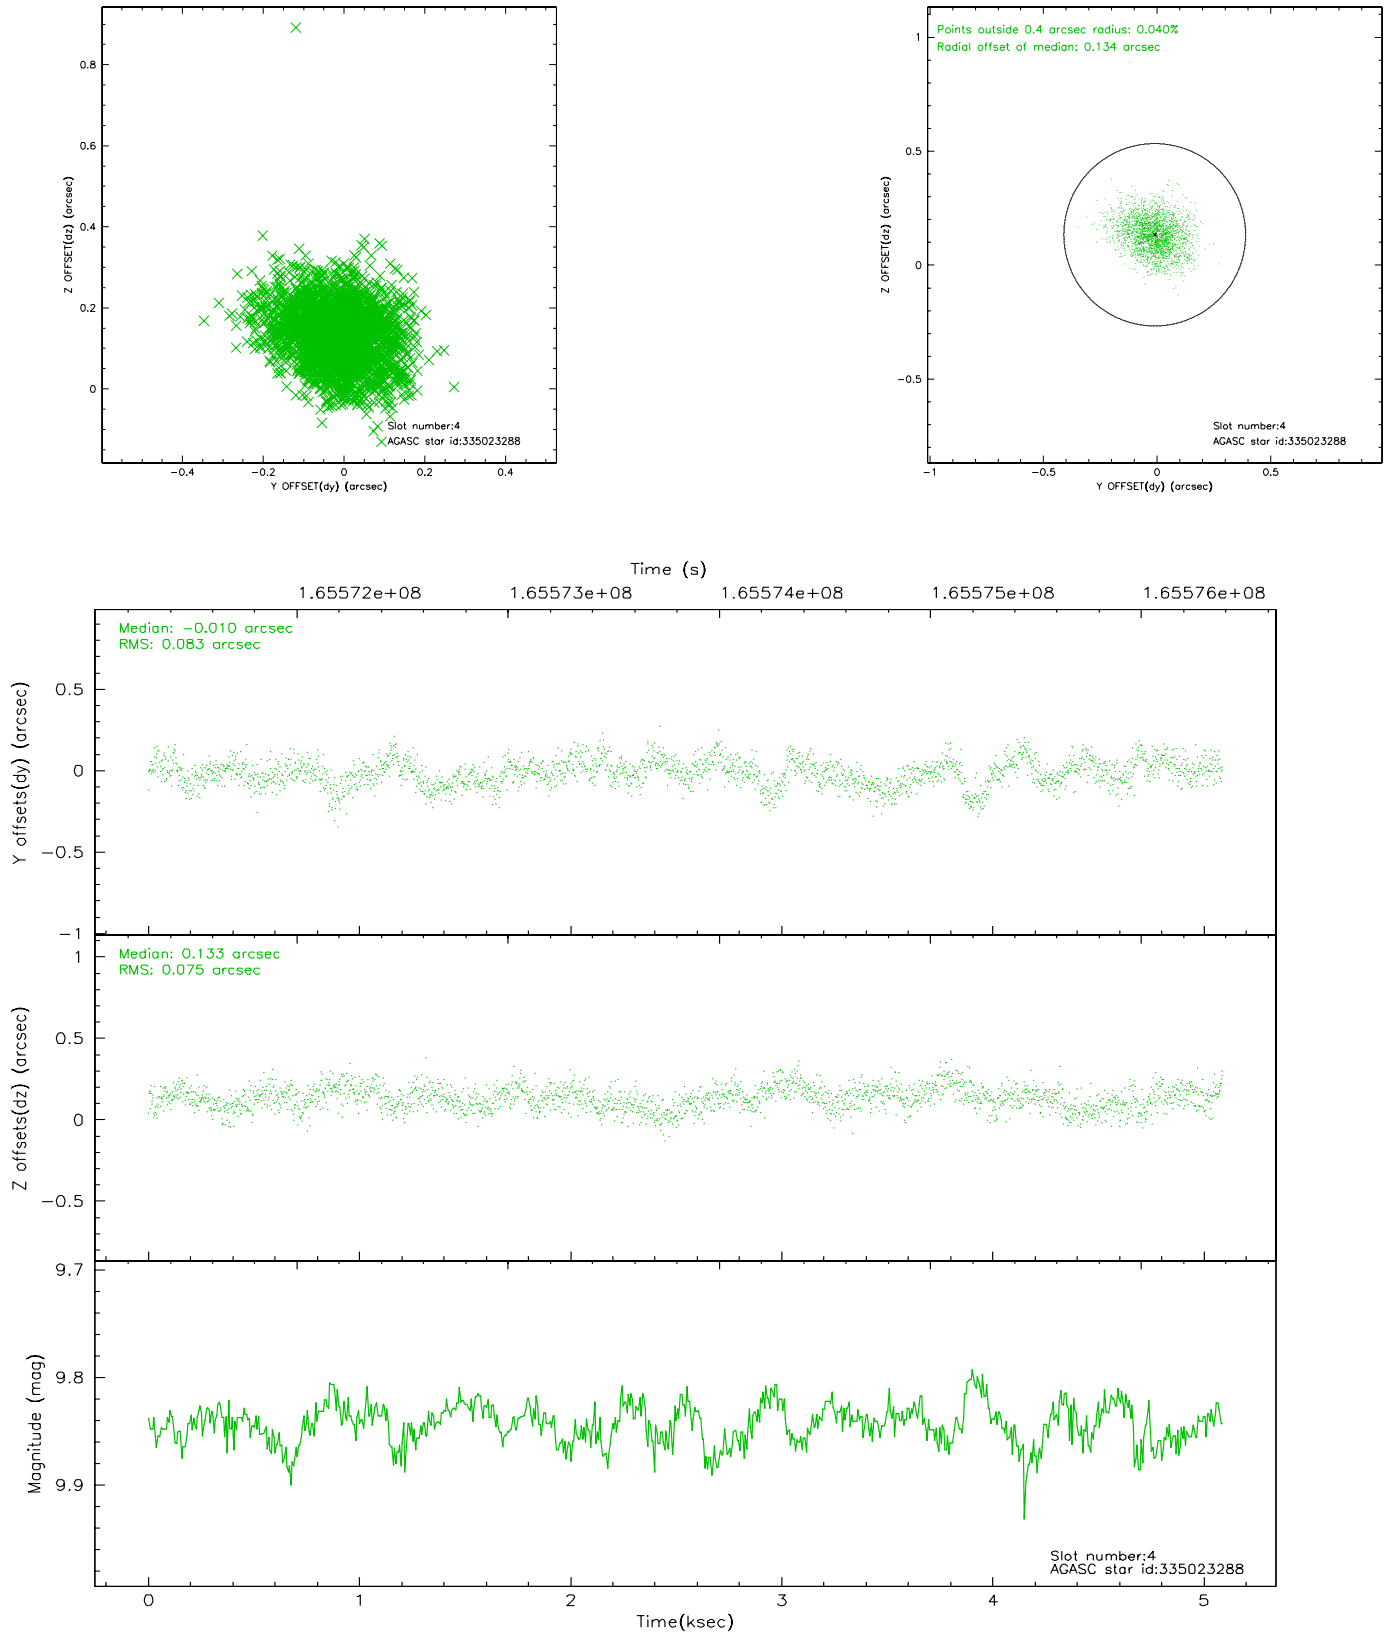 0.8
0.6
0.4
0.2
0
Z OFFSET(dz) (arcsec)
Slot number:4
AGASC star id:335023288
−0.4 −0.2 0 0.2 0.4
Y OFFSET(dy) (arcsec)
Points outside 0.4 arcsec radius: 0.040%
Radial offset of median: 0.134 arcsec
1
0.5
0
−0.5
Z OFFSET(dz) (arcsec)
Slot number:4
AGASC star id:335023288
−1 −0.5 0 0.5
Y OFFSET(dy) (arcsec)
Time (s)
1.65572e+08 1.65573e+08 1.65574e+08 1.65575e+08 1.65576e+08
Median: −0.010 arcsec
RMS: 0.083 arcsec
0.5
0
−0.5
−1
Y offsets(dy) (arcsec)
Median: 0.133 arcsec
RMS: 0.075 arcsec
1
0.5
0
−0.5
Z offsets(dz) (arcsec)
9.7
9.8
9.9
Magnitude (mag)
Slot number:4
AGASC star id:335023288
0 1 2 3 4 5
Time(ksec)